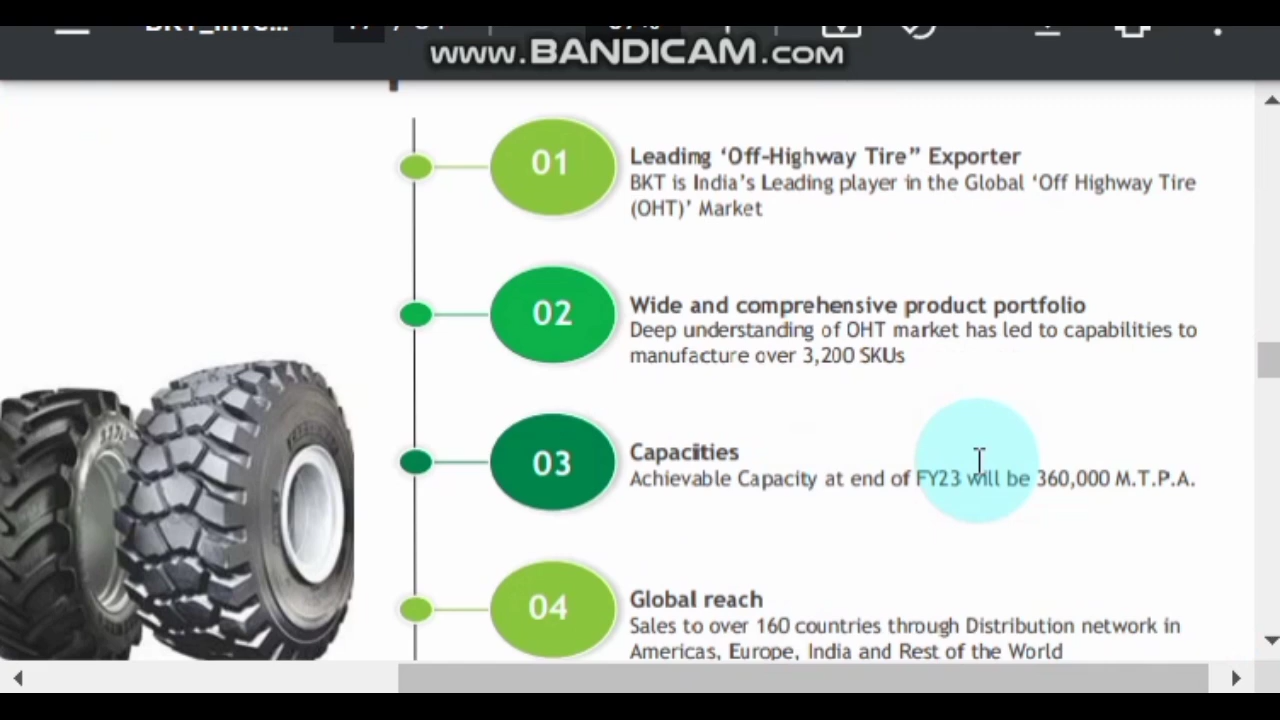 www.BANDICAM.com
01
Leading ‘Off-Highway Tire” Exporter
BKT is India’s Leading player in the Global ‘Off Highway Tire
(OHT)’ Market
02
Wide and comprehensive product portfolio
Deep understanding of OHT market has led to capabilities to
manufacture over 3,200 SKUs
03
Capacities
Achievable Capacity at end of FY23 will be 360,000 M.T.P.A.
04
Global reach
Sales to over 160 countries through Distribution network in
Americas, Europe, India and Rest of the World